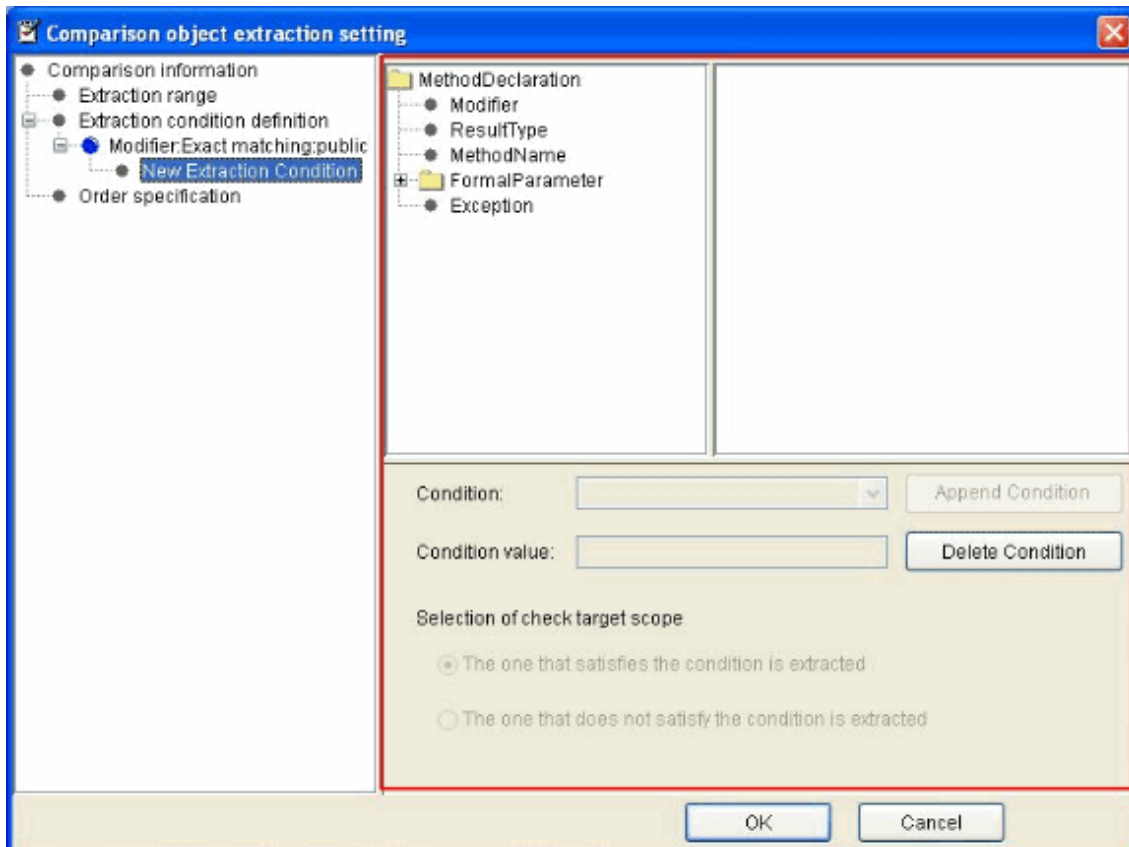 Comparison object extraction setting
Comparison information
Extraction range
Extraction condition definition
Modifier:Exact matching:public
New Extraction Condition
Order specification
MethodDeclaration
Modifier
ResultType
MethodName
FormalParameter
Exception
Condition:
Append Condition
Condition value:
Delete Condition
Selection of check target scope
The one that satisfies the condition is extracted
The one that does not satisfy the condition is extracted
OK
Cancel